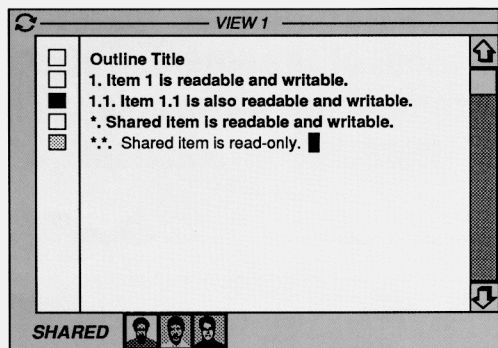 VIEW 1
Outline Title
1. Item 1 is readable and writable.
1.1. Item 1.1 is also readable and writable.
*. Shared item is readable and writable.
*.*. Shared item is read-only.
SHARED